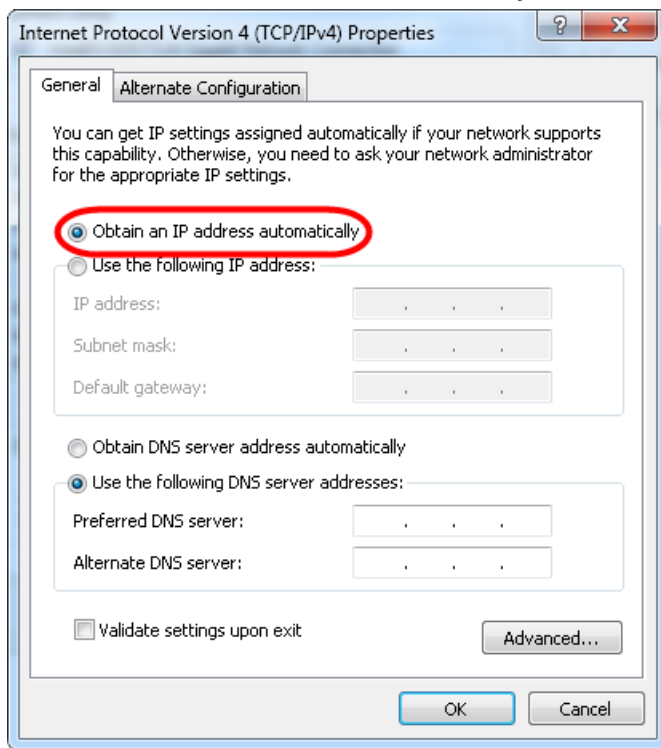 Internet Protocol Version 4 (TCP/IPv4) Properties
? X
General Alternate Configuration
You can get IP settings assigned automatically if your network supports
this capability. Otherwise, you need to ask your network administrator
for the appropriate IP settings.
Obtain an IP address automatically
Use the following IP address:
IP address: . . .
Subnet mask: . . .
Default gateway: . . .
Obtain DNS server address automatically
Use the following DNS server addresses:
Preferred DNS server: . . .
Alternate DNS server: . . .
Validate settings upon exit
Advanced...
OK Cancel